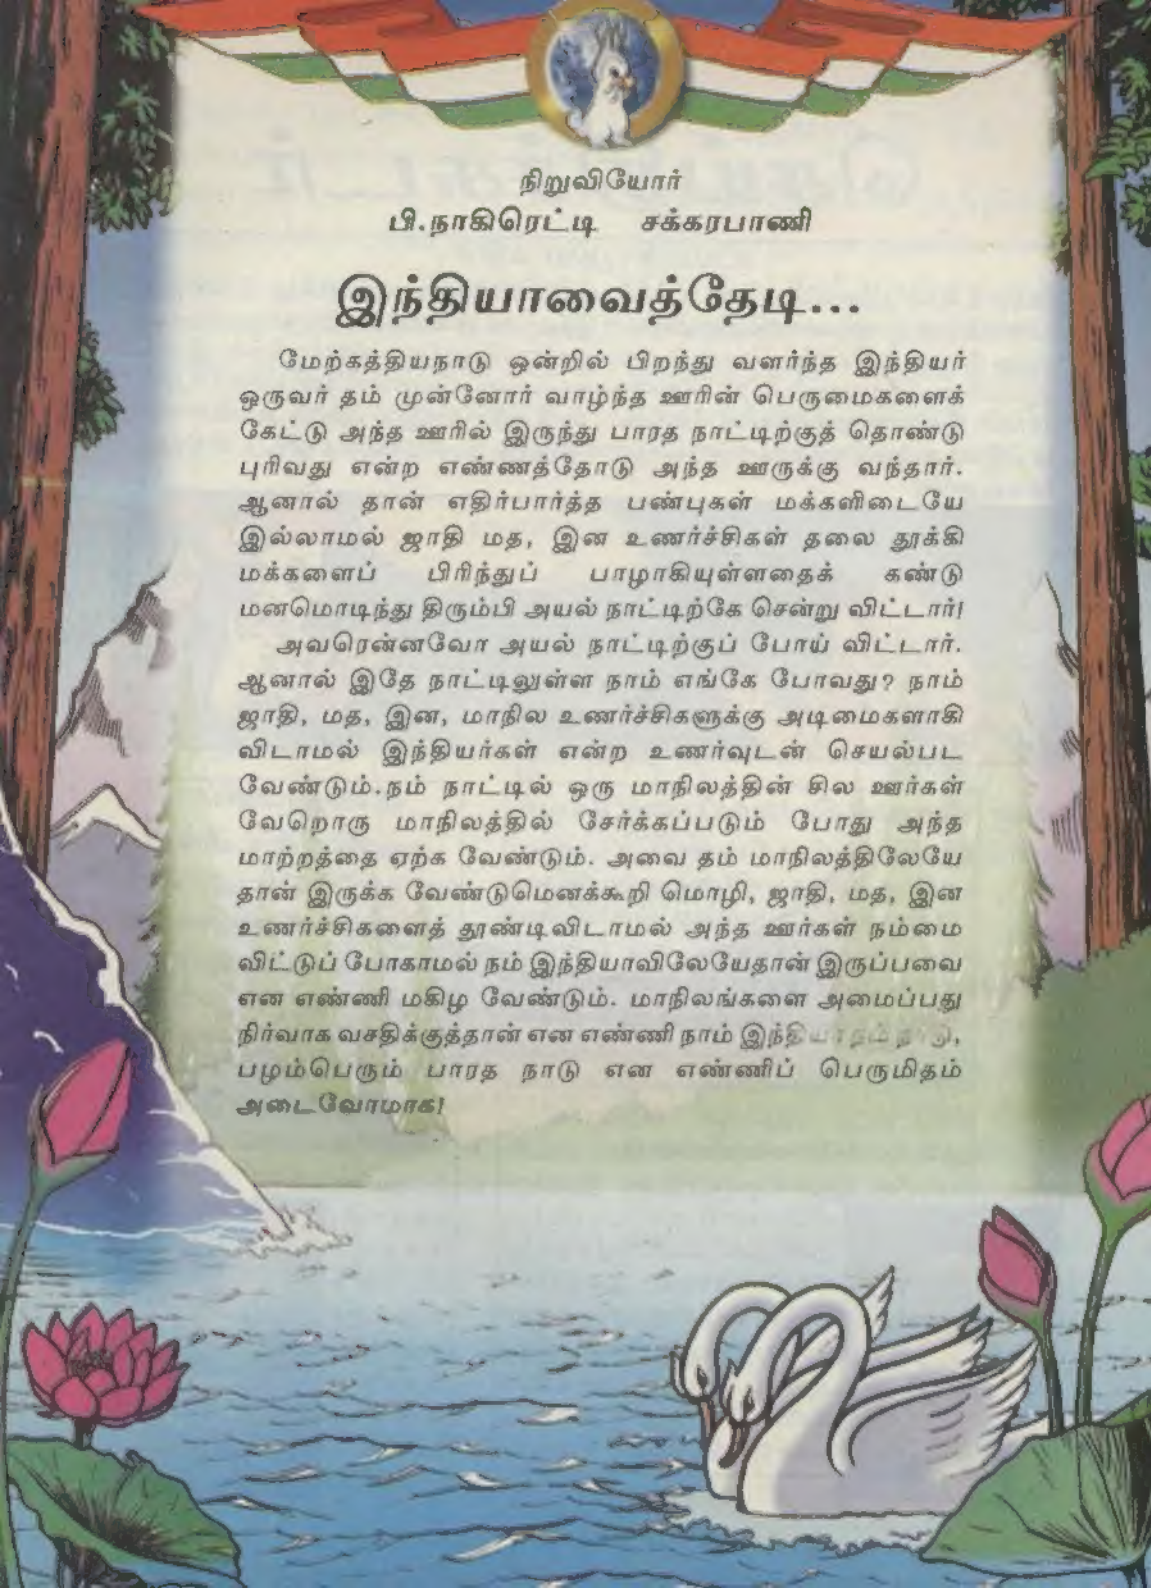 நிறுவியோர்
பி.நாகிரெட்டி சக்கரபாணி
இந்தியாவைத்தேடி...
மேற்கத்தியநாடு ஒன்றில் பிறந்து வளர்ந்த இந்தியர்
ஒருவர் தம் முன்னோர் வாழ்ந்த ஊரின் பெருமைகளைக்
கேட்டு அந்த ஊரில் இருந்து பாரத நாட்டிற்குத் தொண்டு
புரிவது என்ற எண்ணத்தோடு அந்த ஊருக்கு வந்தார்.
ஆனால் தான் எதிர்பார்த்த பண்புகள் மக்களிடையே
இல்லாமல் ஜாதி மத, இன உணர்ச்சிகள் தலை தூக்கி
மக்களைப் பிரிந்துப் பாழாகியுள்ளதைக் கண்டு
மனமொடிந்து திரும்பி அயல் நாட்டிற்கே சென்று விட்டார்!
அவரென்னவோ அயல் நாட்டிற்குப் போய் விட்டார்.
ஆனால் இதே நாட்டிலுள்ள நாம் எங்கே போவது? நாம்
ஜாதி, மத, இன, மாநில உணர்ச்சிகளுக்கு அடிமைகளாகி
விடாமல் இந்தியர்கள் என்ற உணர்வுடன் செயல்பட
வேண்டும்.நம் நாட்டில் ஒரு மாநிலத்தின் சில ஊர்கள்
வேறொரு மாநிலத்தில் சேர்க்கப்படும் போது அந்த
மாற்றத்தை ஏற்க வேண்டும். அவை தம் மாநிலத்திலேயே
தான் இருக்க வேண்டுமெனக்கூறி மொழி, ஜாதி, மத, இன
உணர்ச்சிகளைத் தூண்டிவிடாமல் அந்த ஊர்கள் நம்மை
விட்டுப் போகாமல் நம் இந்தியாவிலேயேதான் இருப்பவை
என எண்ணி மகிழ வேண்டும். மாநிலங்களை அமைப்பது
நிர்வாக வசதிக்குத்தான் என எண்ணி நாம்
பழம்பெரும் பாரத நாடு என எண்ணிப் பெருமிதம்
அடைவோமாக!